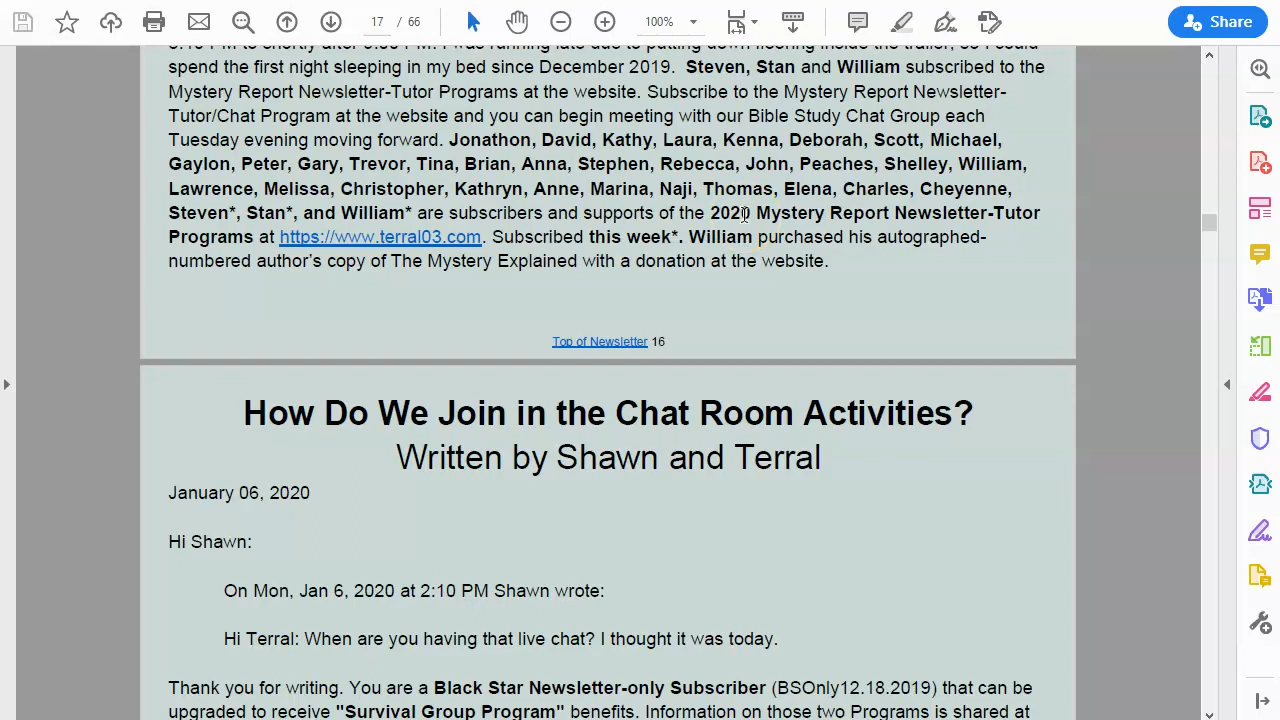 17 / 66
100%
Share
spend the first night sleeping in my bed since December 2019. Steven, Stan and William subscribed to the
Mystery Report Newsletter-Tutor Programs at the website. Subscribe to the Mystery Report Newsletter-
Tutor/Chat Program at the website and you can begin meeting with our Bible Study Chat Group each
Tuesday evening moving forward. Jonathon, David, Kathy, Laura, Kenna, Deborah, Scott, Michael,
Gaylon, Peter, Gary, Trevor, Tina, Brian, Anna, Stephen, Rebecca, John, Peaches, Shelley, William,
Lawrence, Melissa, Christopher, Kathryn, Anne, Marina, Naji, Thomas, Elena, Charles, Cheyenne,
Steven*, Stan*, and William* are subscribers and supports of the 2020 Mystery Report Newsletter-Tutor
Programs at https://www.terral03.com. Subscribed this week*. William purchased his autographed-
numbered author's copy of The Mystery Explained with a donation at the website.
Top of Newsletter 16
How Do We Join in the Chat Room Activities?
Written by Shawn and Terral
January 06, 2020
Hi Shawn:
On Mon, Jan 6, 2020 at 2:10 PM Shawn wrote:
Hi Terral: When are you having that live chat? I thought it was today.
Thank you for writing. You are a Black Star Newsletter-only Subscriber (BSOnly12.18.2019) that can be
upgraded to receive "Survival Group Program" benefits. Information on those two Programs is shared at